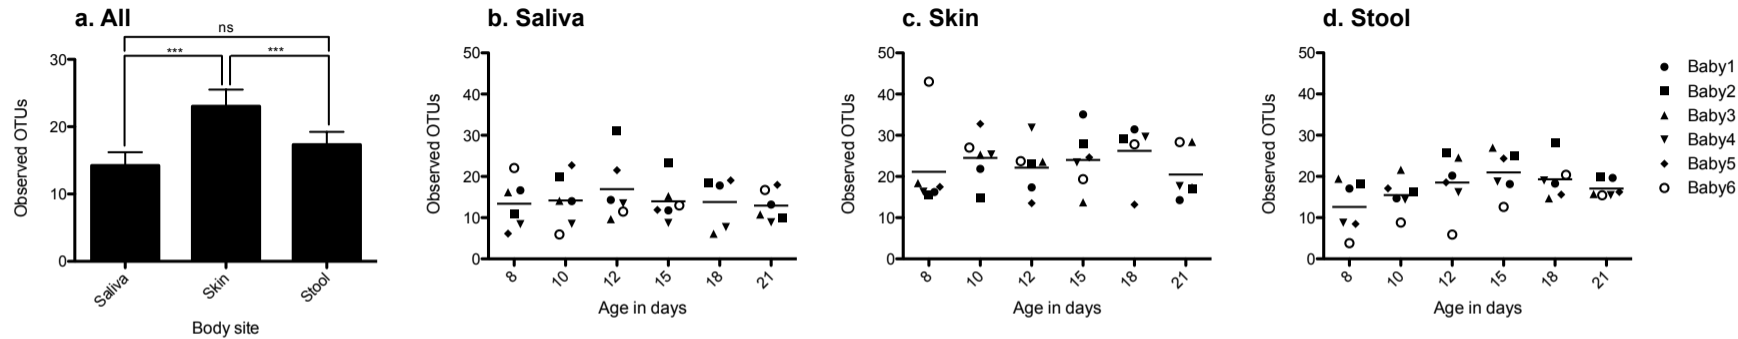 a. All
ns
***
***
30
20
10
0
Observed OTUs
Saliva
Skin
Stool
Body site
b. Saliva
50
40
30
20
10
0
Observed OTUs
8
10
12
15
18
21
Age in days
c. Skin
50
40
30
20
10
0
Observed OTUs
8
10
12
15
18
21
Age in days
d. Stool
50
40
30
20
10
0
Observed OTUs
8
10
12
15
18
21
Age in days
Baby1
Baby2
Baby3
Baby4
Baby5
Baby6